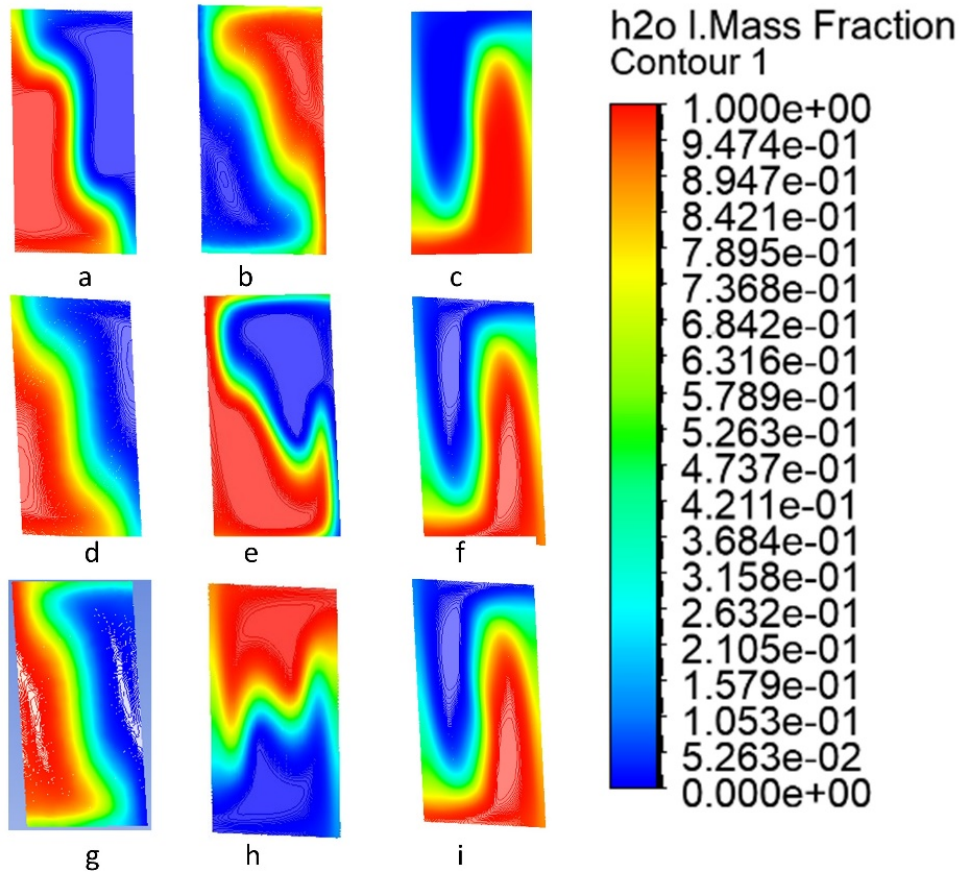 h2o l.Mass Fraction
Contour 1
1.000e+00
9.474e-01
8.947e-01
8.421e-01
7.895e-01
7.368e-01
6.842e-01
6.316e-01
5.789e-01
5.263e-01
4.737e-01
4.211e-01
3.684e-01
3.158e-01
2.632e-01
2.105e-01
1.579e-01
1.053e-01
5.263e-02
0.000e+00
a b c
d e f
g h i